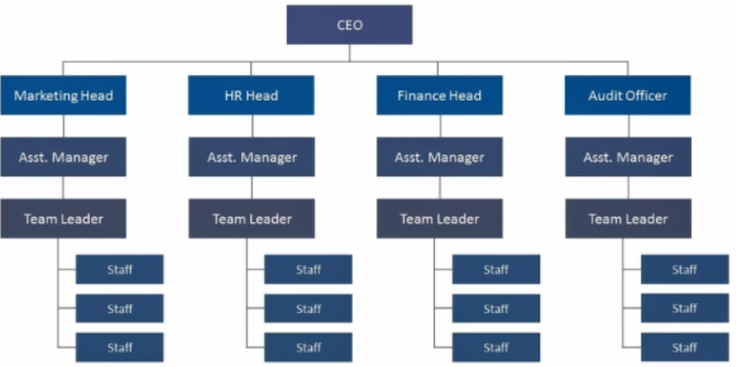 CEO
Marketing Head
HR Head
Finance Head
Audit Officer
Asst. Manager
Asst. Manager
Asst. Manager
Asst. Manager
Team Leader
Team Leader
Team Leader
Team Leader
Staff
Staff
Staff
Staff
Staff
Staff
Staff
Staff
Staff
Staff
Staff
Staff